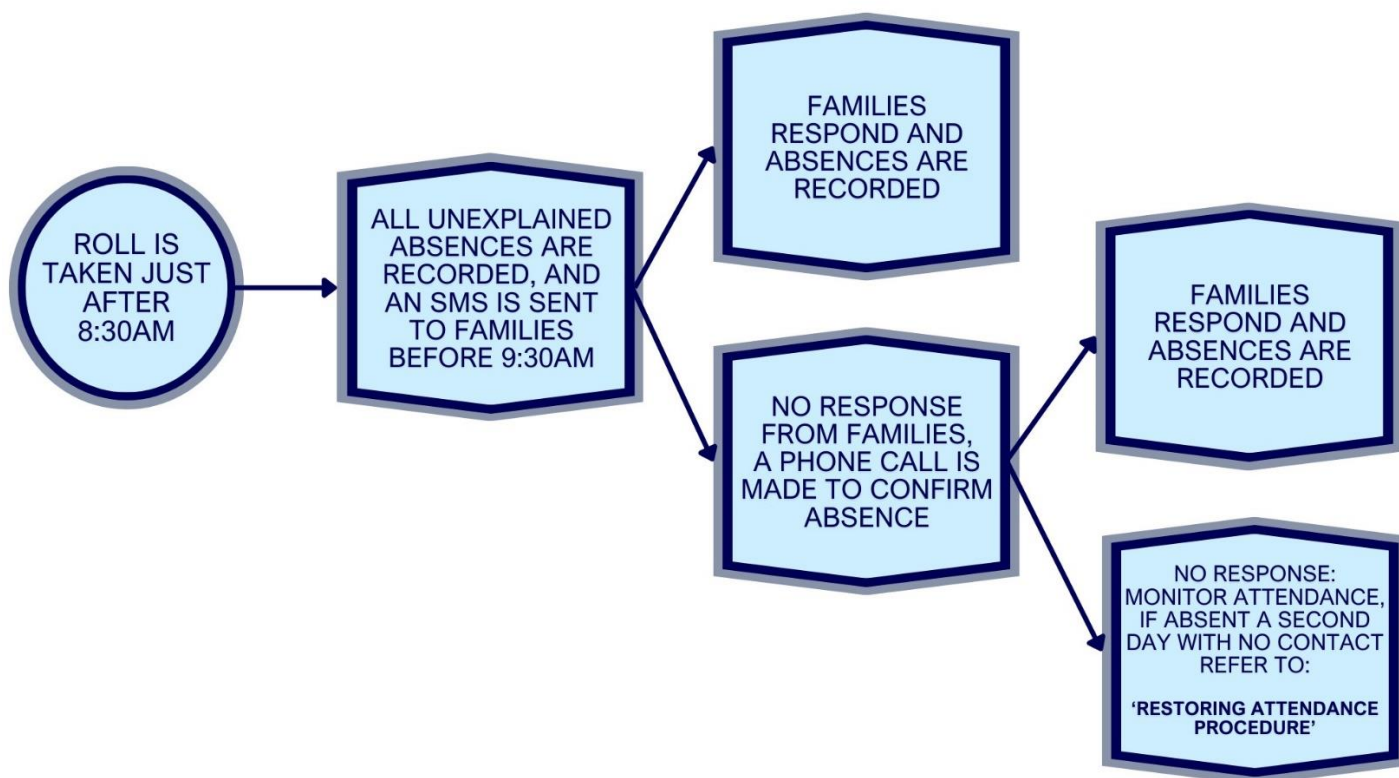 ROLL IS
TAKEN JUST
AFTER
8:30AM
ALL UNEXPLAINED
ABSENCES ARE
RECORDED, AND
AN SMS IS SENT
TO FAMILIES
BEFORE 9:30AM
FAMILIES
RESPOND AND
ABSENCES ARE
RECORDED
NO RESPONSE
FROM FAMILIES,
A PHONE CALL IS
MADE TO CONFIRM
ABSENCE
FAMILIES
RESPOND AND
ABSENCES ARE
RECORDED
NO RESPONSE:
MONITOR ATTENDANCE,
IF ABSENT A SECOND
DAY WITH NO CONTACT
REFER TO:
‘RESTORING ATTENDANCE
PROCEDURE’